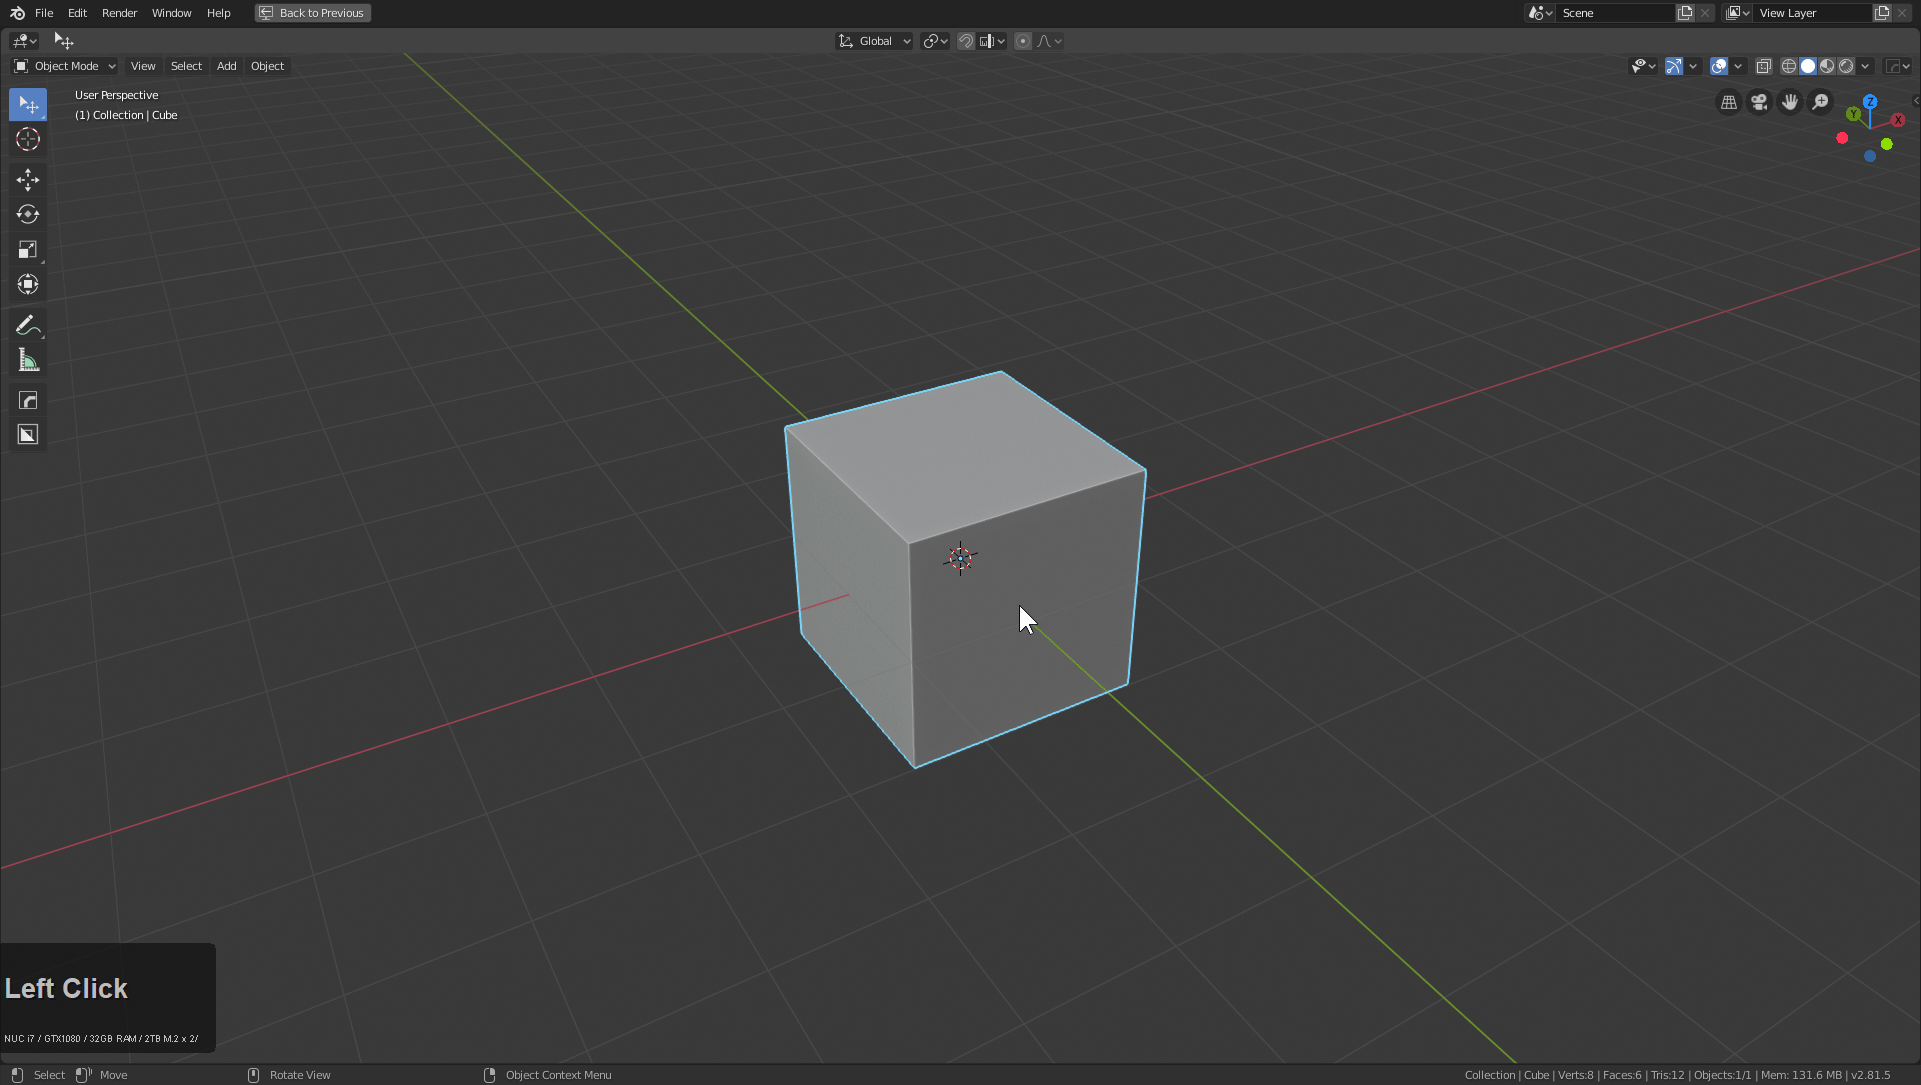 File Edit Render Window Help Back to Previous Scene View Layer
Global
Object Mode View Select Add Object
User Perspective
(1) Collection | Cube
Z
Y
X
Left Click
NUC i7 / GTX1080 / 32GB RAM / 2TB M.2 x 2/
Select Move Rotate View Object Context Menu Collection | Cube | Verts:8 | Faces:6 | Tris:12 | Objects:1/1 | Mem: 131.6 MB | v2.81.5